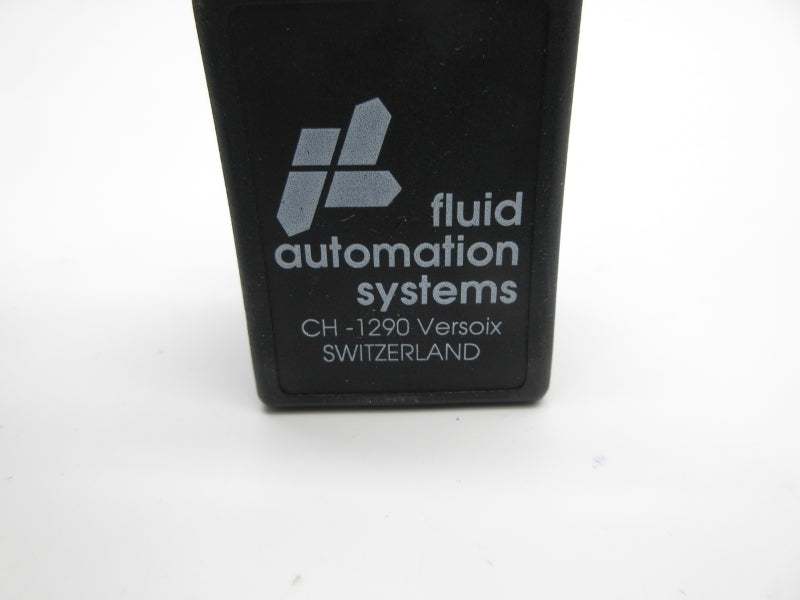 fluid
automation
systems
CH -1290 Versoix
SWITZERLAND